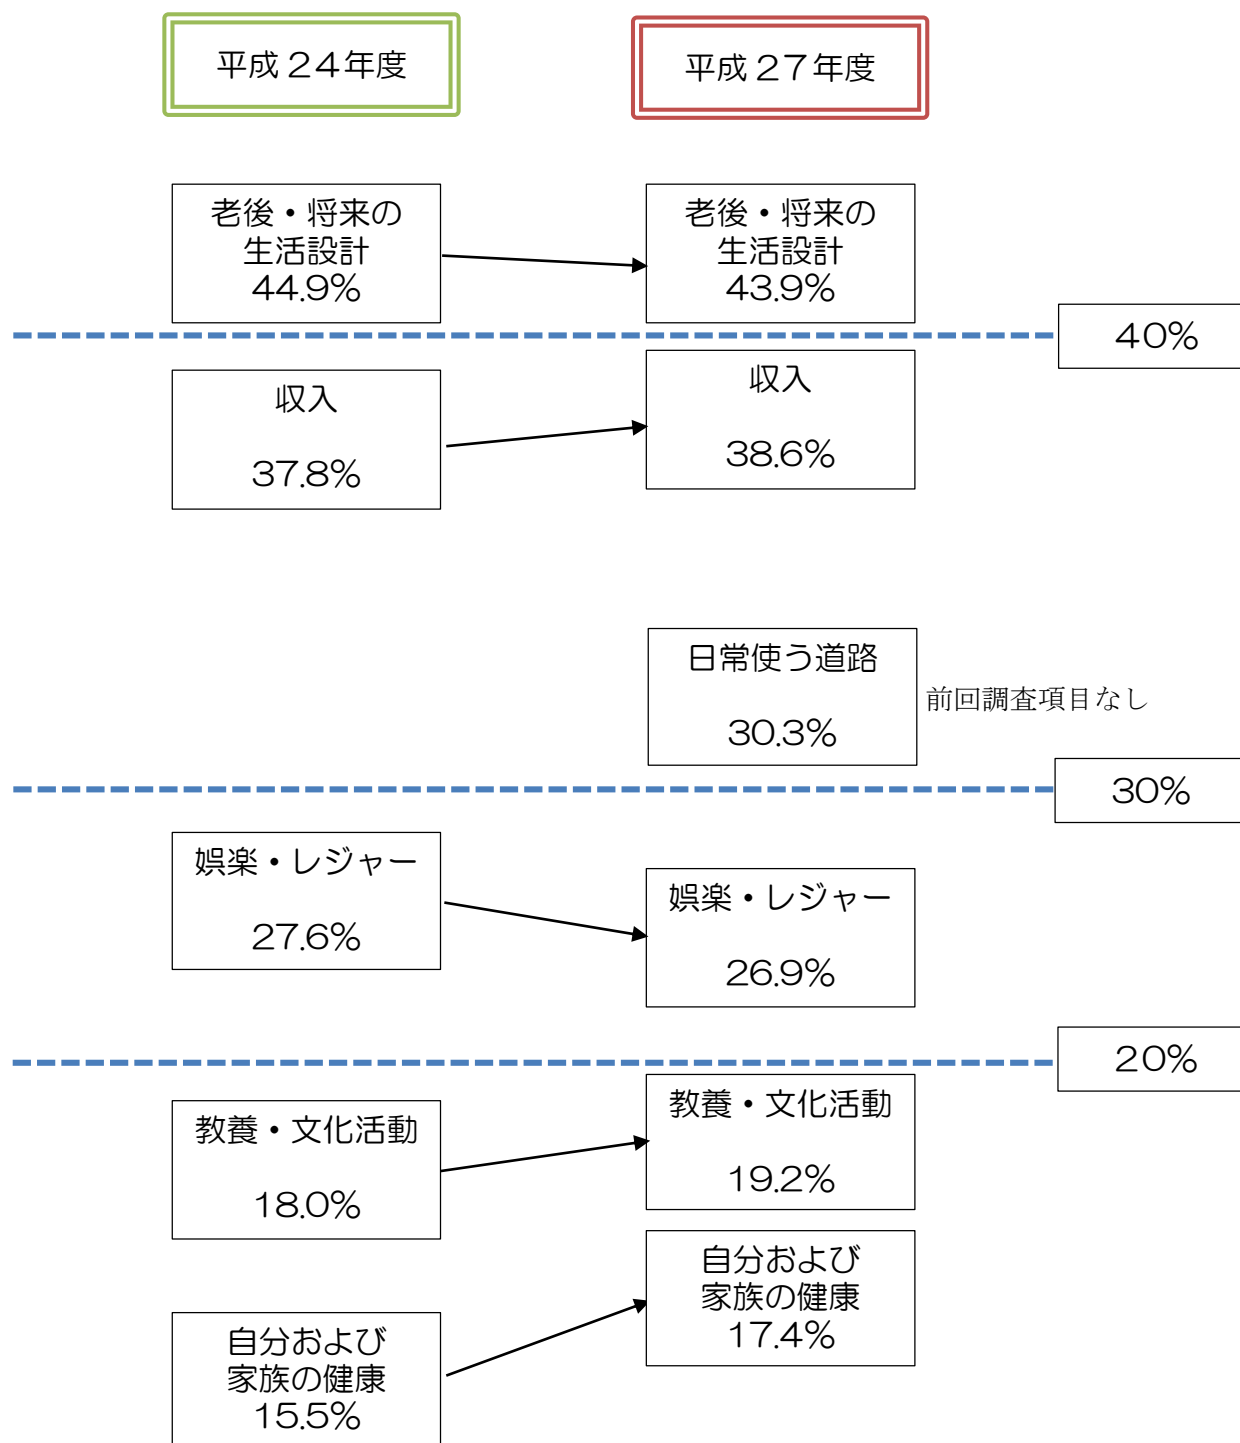 平成24年度
平成27年度
老後・将来の
生活設計
44.9%
老後・将来の
生活設計
43.9%
40%
収入
37.8%
収入
38.6%
日常使う道路
30.3%
前回調査項目なし
30%
娯楽・レジャー
27.6%
娯楽・レジャー
26.9%
20%
教養・文化活動
18.0%
教養・文化活動
19.2%
自分および
家族の健康
15.5%
自分および
家族の健康
17.4%